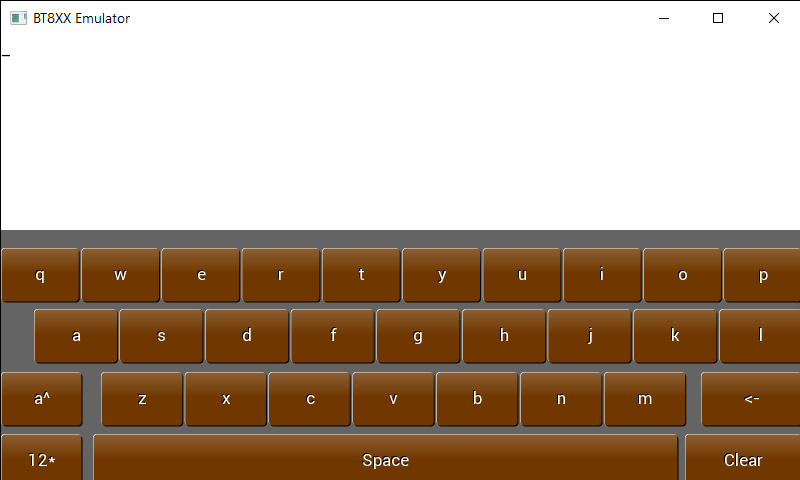 BT8XX Emulator
_
q w e r t y u i o p
a s d f g h j k l
a^ z x c v b n m <-
12* Space Clear